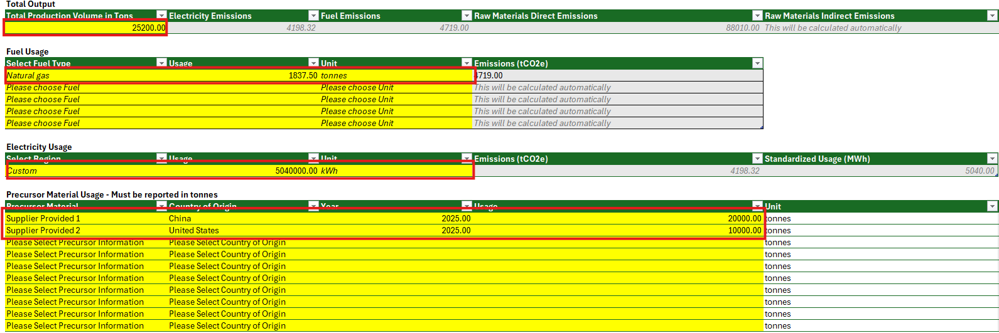 Total Output
Total Production Volume in Tons Electricity Emissions Fuel Emissions Raw Materials Direct Emissions Raw Materials Indirect Emissions
25200.00 4198.32 4719.00 88010.00 This will be calculated automatically
Fuel Usage
Select Fuel Type Usage Unit Emissions (tCO2e)
Natural gas 1837.50 tonnes 4719.00
Please choose Fuel Please choose Unit This will be calculated automatically
Please choose Fuel Please choose Unit This will be calculated automatically
Please choose Fuel Please choose Unit This will be calculated automatically
Please choose Fuel Please choose Unit This will be calculated automatically
Electricity Usage
Select Region Usage Unit Emissions (tCO2e) Standardized Usage (MWh)
Custom 5040000.00 kWh 4198.32 5040.00
Precursor Material Usage - Must be reported in tonnes
Precursor Material Country of Origin Year Usage Unit
Supplier Provided 1 China 2025.00 20000.00 tonnes
Supplier Provided 2 United States 2025.00 10000.00 tonnes
Please Select Precursor Information Please Select Country of Origin tonnes
Please Select Precursor Information Please Select Country of Origin tonnes
Please Select Precursor Information Please Select Country of Origin tonnes
Please Select Precursor Information Please Select Country of Origin tonnes
Please Select Precursor Information Please Select Country of Origin tonnes
Please Select Precursor Information Please Select Country of Origin tonnes
Please Select Precursor Information Please Select Country of Origin tonnes
Please Select Precursor Information Please Select Country of Origin tonnes